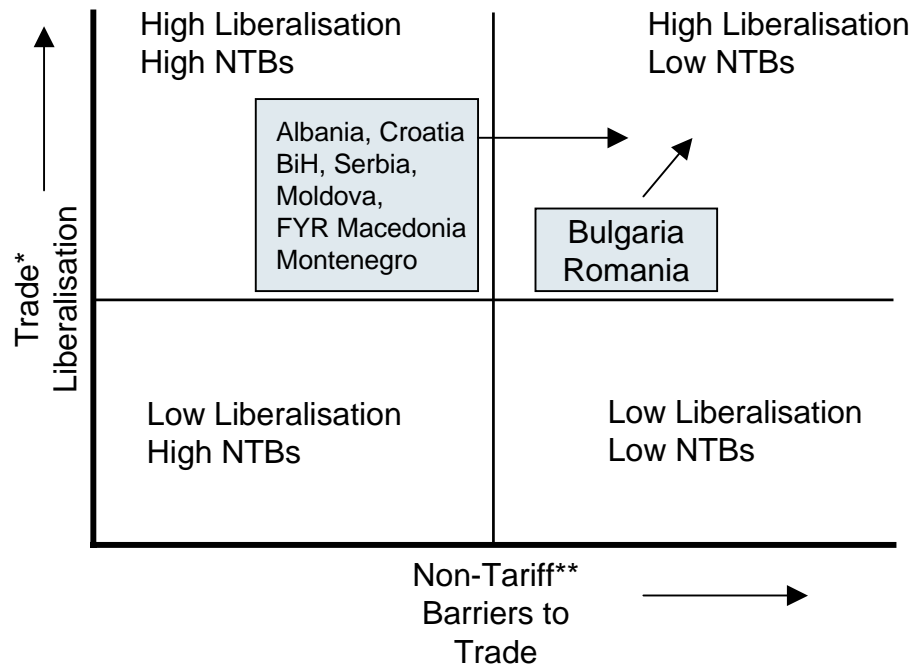 High Liberalisation
High NTBs
High Liberalisation
Low NTBs
Albania, Croatia
BiH, Serbia,
Moldova,
FYR Macedonia
Montenegro
Bulgaria
Romania
Trade*
Liberalisation
Low Liberalisation
High NTBs
Low Liberalisation
Low NTBs
Non-Tariff**
Barriers to
Trade